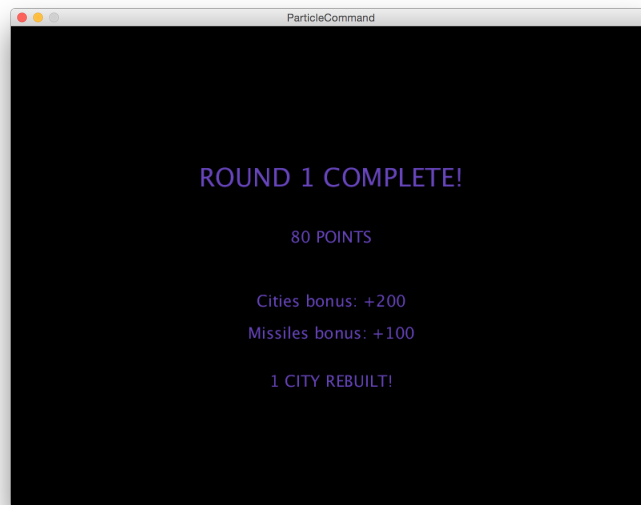 ParticleCommand
ROUND 1 COMPLETE!
80 POINTS
Cities bonus: +200
Missiles bonus: +100
1 CITY REBUILT!